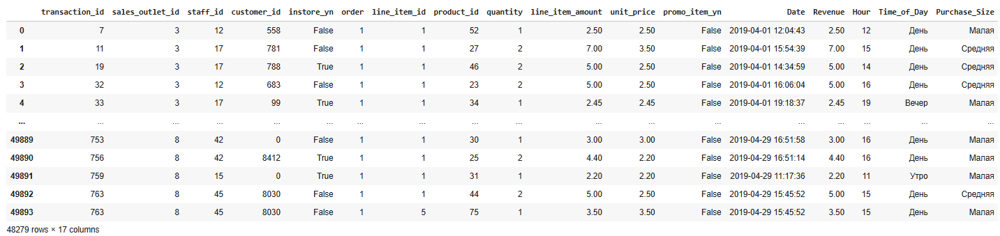 transaction_id sales_outlet_id staff_id customer_id instore_yn order line_item_id product_id quantity line_item_amount unit_price promo_item_yn Date Revenue Hour Time_of_Day Purchase_Size
0 7 3 12 558 False 1 1 52 1 2.50 2.50 False 2019-04-01 12:04:43 2.50 12 День Малая
1 11 3 17 781 False 1 1 27 2 7.00 3.50 False 2019-04-01 15:54:39 7.00 15 День Средняя
2 19 3 17 788 True 1 1 46 2 5.00 2.50 False 2019-04-01 14:34:59 5.00 14 День Средняя
3 32 3 12 683 False 1 1 23 2 5.00 2.50 False 2019-04-01 16:06:04 5.00 16 День Средняя
4 33 3 17 99 True 1 1 34 1 2.45 2.45 False 2019-04-01 19:18:37 2.45 19 Вечер Малая
... ... ... ... ... ... ... ... ... ... ... ... ... ... ... ... ... ...
49889 753 8 42 0 False 1 1 30 1 3.00 3.00 False 2019-04-29 16:51:58 3.00 16 День Малая
49890 756 8 42 8412 True 1 1 25 2 4.40 2.20 False 2019-04-29 16:51:14 4.40 16 День Малая
49891 759 8 15 0 True 1 1 31 1 2.20 2.20 False 2019-04-29 11:17:36 2.20 11 Утро Малая
49892 763 8 45 8030 False 1 1 44 2 5.00 2.50 False 2019-04-29 15:45:52 5.00 15 День Средняя
49893 763 8 45 8030 False 1 5 75 1 3.50 3.50 False 2019-04-29 15:45:52 3.50 15 День Малая
48279 rows × 17 columns